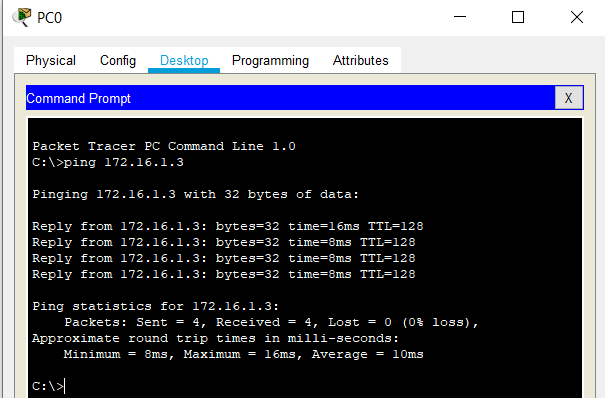 PC0
Physical Config Desktop Programming Attributes
Command Prompt X
Packet Tracer PC Command Line 1.0
C:\>ping 172.16.1.3
Pinging 172.16.1.3 with 32 bytes of data:
Reply from 172.16.1.3: bytes=32 time=16ms TTL=128
Reply from 172.16.1.3: bytes=32 time=8ms TTL=128
Reply from 172.16.1.3: bytes=32 time=8ms TTL=128
Reply from 172.16.1.3: bytes=32 time=8ms TTL=128
Ping statistics for 172.16.1.3:
Packets: Sent = 4, Received = 4, Lost = 0 (0% loss),
Approximate round trip times in milli-seconds:
Minimum = 8ms, Maximum = 16ms, Average = 10ms
C:\>